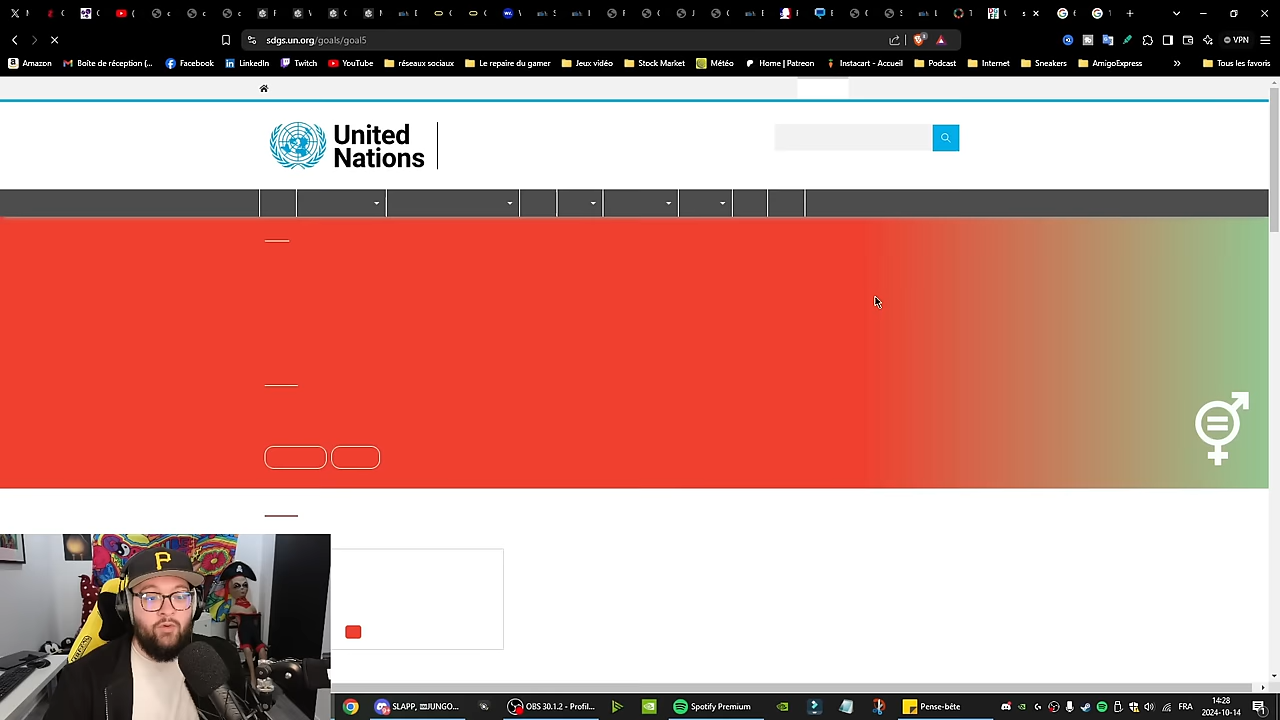 sdgs.un.org/goals/goal5
VPN
Amazon
Boîte de réception (...
Facebook
LinkedIn
Twitch
YouTube
réseaux sociaux
Le repaire du gamer
Jeux vidéo
Stock Market
Météo
Home | Patreon
Instacart - Accueil
Podcast
Internet
Sneakers
AmigoExpress
»
Tous les favoris
United
Nations
P
A
SLAPP, 📖JUNGO...
OBS 30.1.2 - Profil...
Spotify Premium
Pense-bête
FRA
14:28
2024-10-14